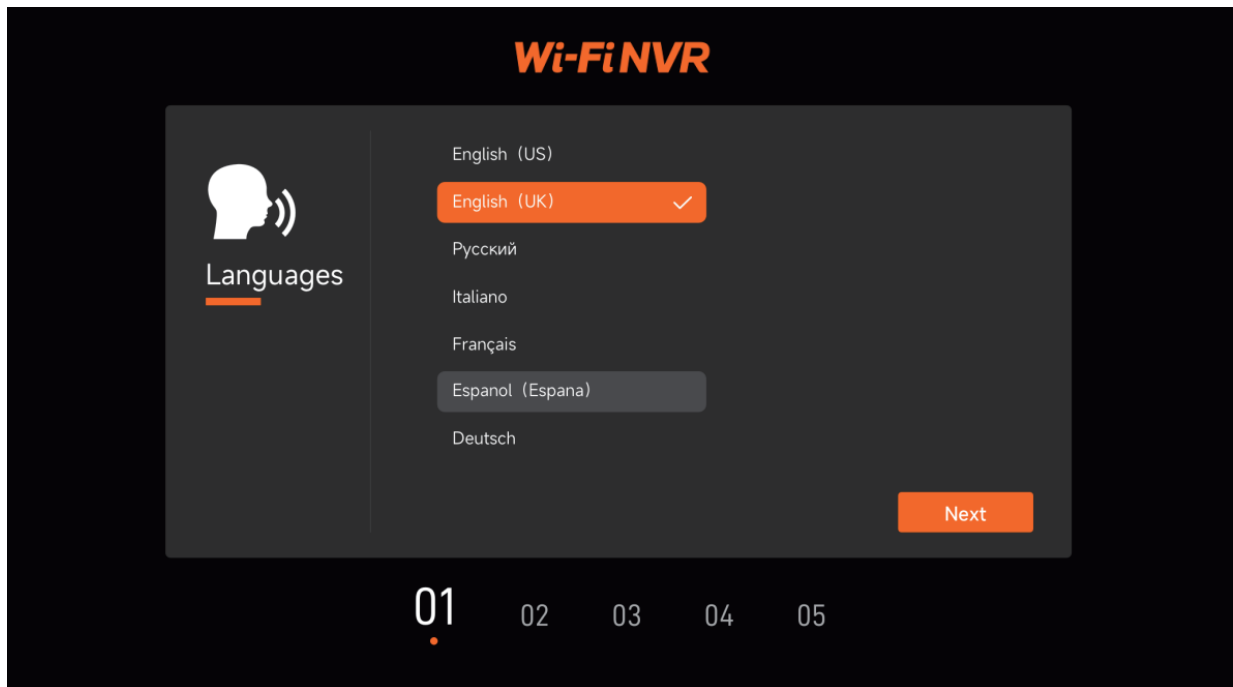 Wi-Fi NVR
Languages
English (US)
English (UK)
Русский
Italiano
Français
Espanol (Espana)
Deutsch
Next
01 02 03 04 05